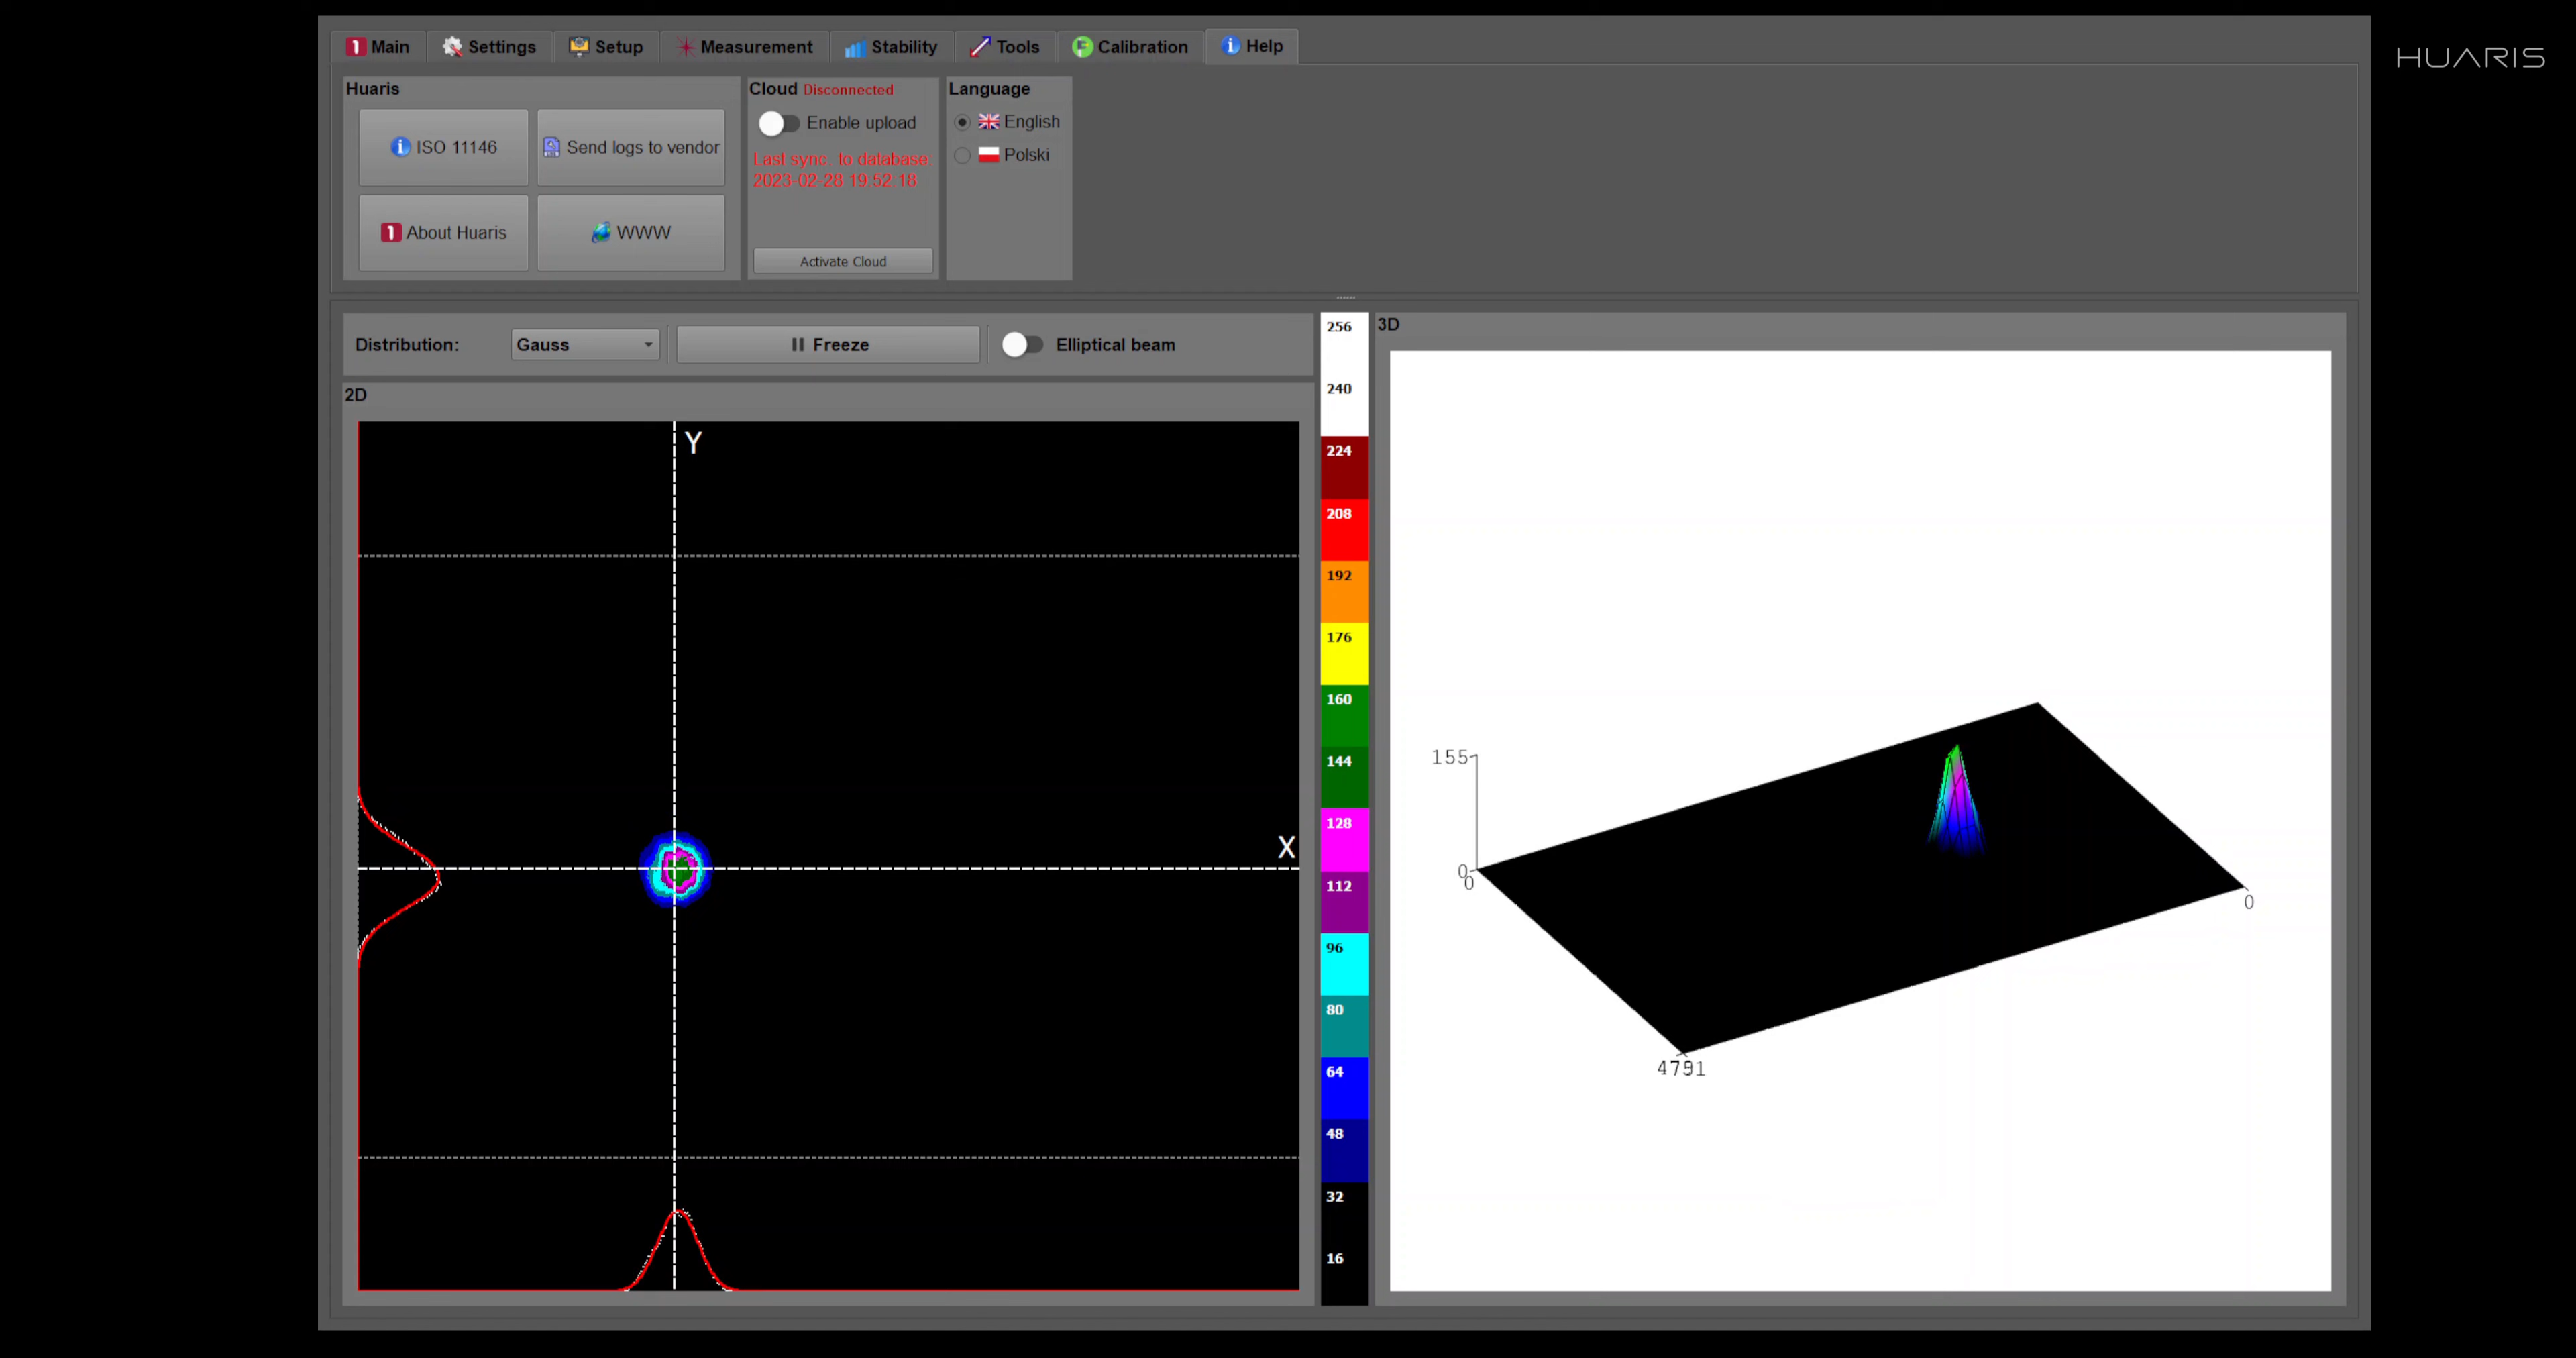 Main Settings Setup Measurement Stability Tools Calibration Help
HUARIS
Huaris
ISO 11146
Send logs to vendor
About Huaris
WWW
Cloud Disconnected
Enable upload
Last sync. to database:
2023-02-28 19:52:18
Activate Cloud
Language
English
Polski
Distribution: Gauss Freeze Elliptical beam
2D
Y
X
256
240
224
208
192
176
160
144
128
112
96
80
64
48
32
16
3D
155
0
0
0
4791